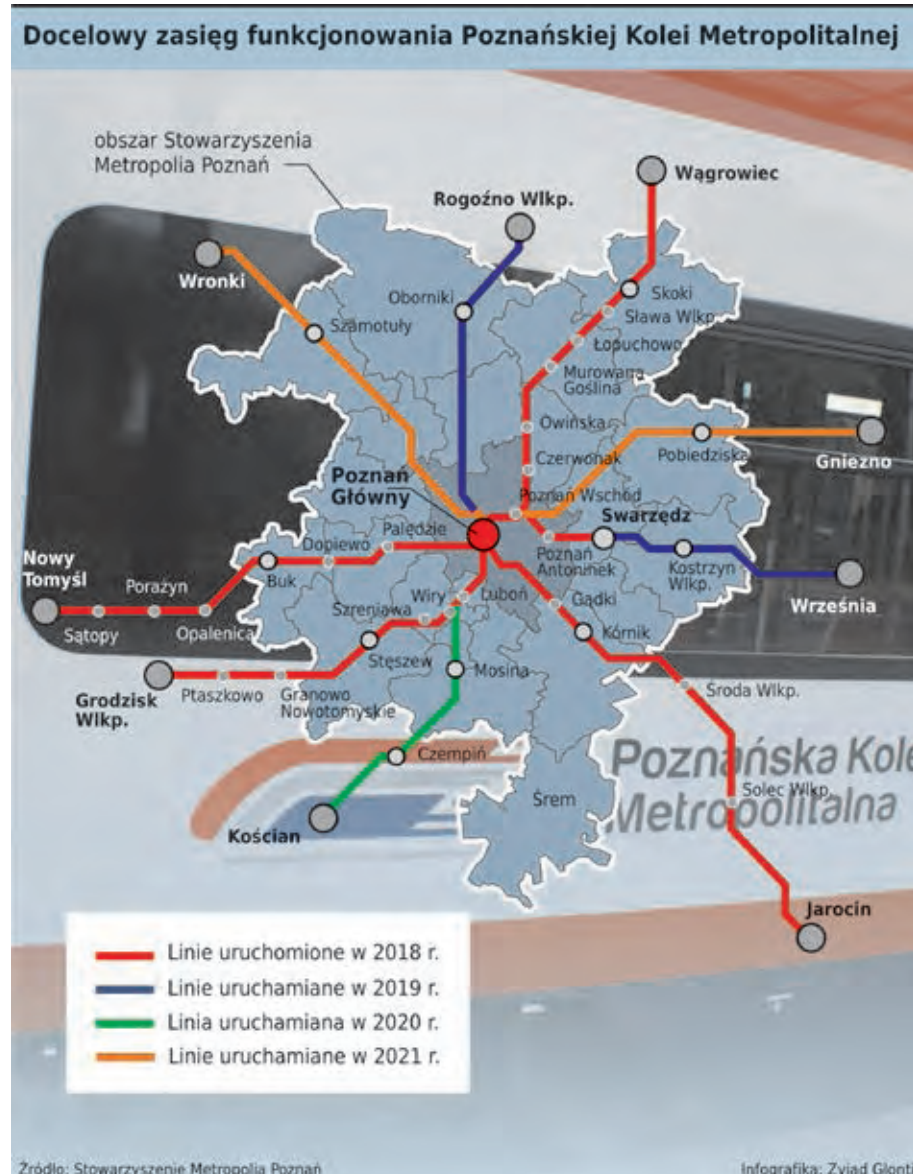 Docelowy zasięg funkcjonowania Poznańskiej Kolei Metropolitalnej
obszar Stowarzyszenia
Metropolia Poznań
Wągrowiec
Rogoźno Wlkp.
Wronki
Oborniki
Skoki
Szamotuły
Sława Wlkp.
Łopuchowo
Murowana
Goślina
Owińska
Czerwonak
Pobiedziska
Gniezno
Poznań
Główny
Poznań Wschód
Swarzędz
Nowy
Tomyśl
Porażyn
Sątopy
Opalenica
Buk
Dopiewo
Palędzie
Poznań
Antoninek
Kostrzyn
Wlkp.
Września
Wiry
Luboń
Gądki
Szreniawa
Kórnik
Stęszew
Mosina
Grodzisk
Wlkp.
Ptaszkowo
Granowo
Nowotomyskie
Środa Wlkp.
Czempiń
Kościan
Śrem
Poznańska Kole
Metropolitalna
Solec Wlkp.
Jarocin
Linie uruchomione w 2018 r.
Linie uruchamiane w 2019 r.
Linia uruchamiana w 2020 r.
Linie uruchamiane w 2021 r.
Źródło: Stowarzyszenie Metropolia Poznań
Infografika: Zyjad Glont